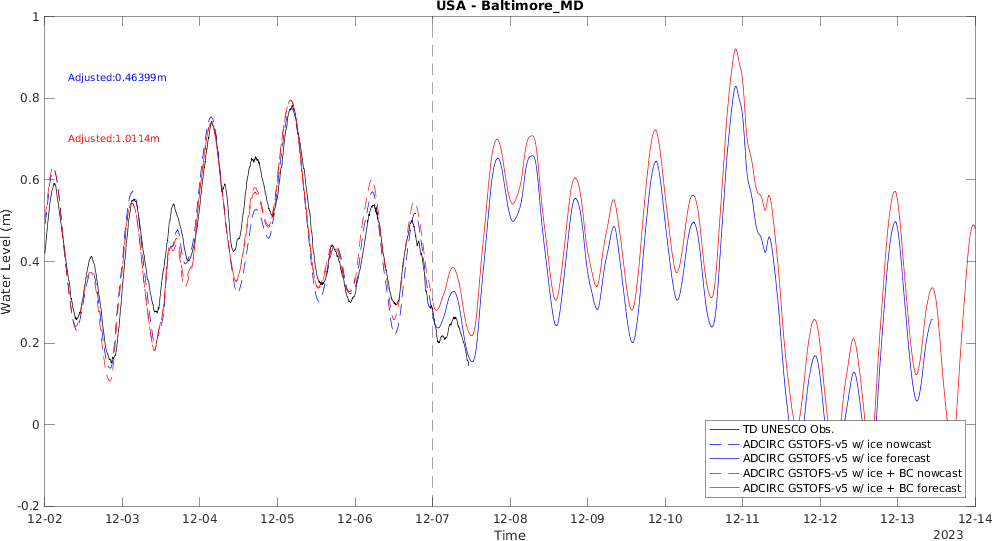 USA - Baltimore_MD
1
0.8
0.6
0.4
0.2
0
-0.2
Water Level (m)
Adjusted:0.46399m
Adjusted:1.0114m
TD UNESCO Obs.
ADCIRC GSTOFS-v5 w/ ice nowcast
ADCIRC GSTOFS-v5 w/ ice forecast
ADCIRC GSTOFS-v5 w/ ice + BC nowcast
ADCIRC GSTOFS-v5 w/ ice + BC forecast
12-02 12-03 12-04 12-05 12-06 12-07 12-08 12-09 12-10 12-11 12-12 12-13 12-14
Time
2023